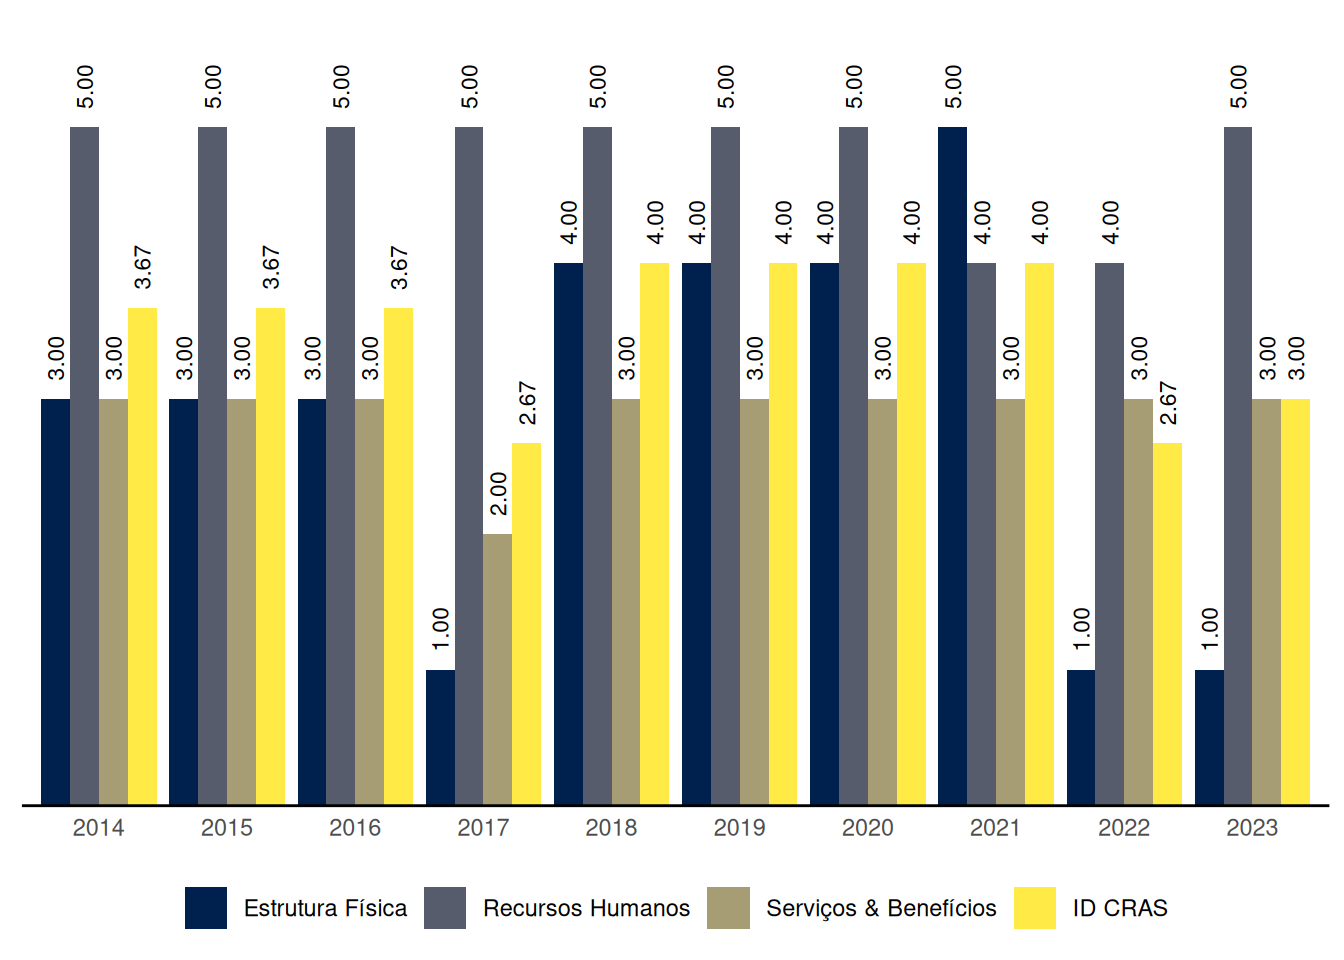 5.00 5.00 5.00 5.00 5.00 5.00 5.00 5.00 5.00
4.00 4.00 4.00 4.00 4.00 4.00 4.00 4.00 4.00
3.67 3.67 3.67
3.00 3.00 3.00 3.00 3.00 3.00 3.00 3.00 3.00 3.00 3.00 3.00 3.00
2.67 2.67
2.00
1.00 1.00 1.00
2014 2015 2016 2017 2018 2019 2020 2021 2022 2023
Estrutura Física Recursos Humanos Serviços & Benefícios ID CRAS